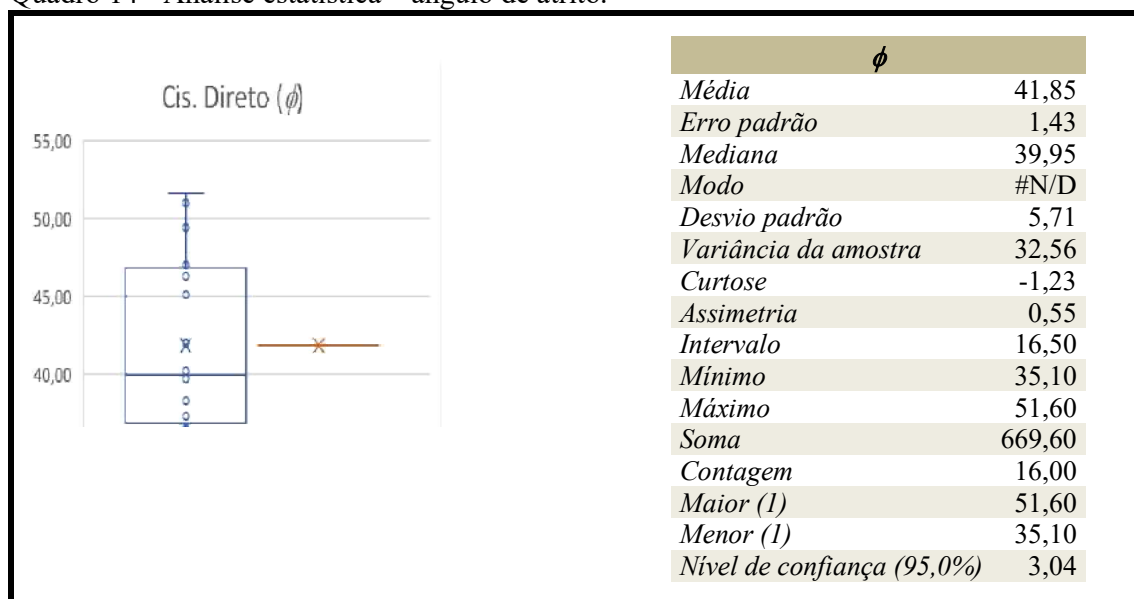 Quadro 14 - Análise estatística – ângulo de atrito.
Cis. Direto (ϕ)
55,00
50,00
45,00
40,00
ϕ
Média 41,85
Erro padrão 1,43
Mediana 39,95
Modo #N/D
Desvio padrão 5,71
Variância da amostra 32,56
Curtose -1,23
Assimetria 0,55
Intervalo 16,50
Mínimo 35,10
Máximo 51,60
Soma 669,60
Contagem 16,00
Maior (1) 51,60
Menor (1) 35,10
Nível de confiança (95,0%) 3,04